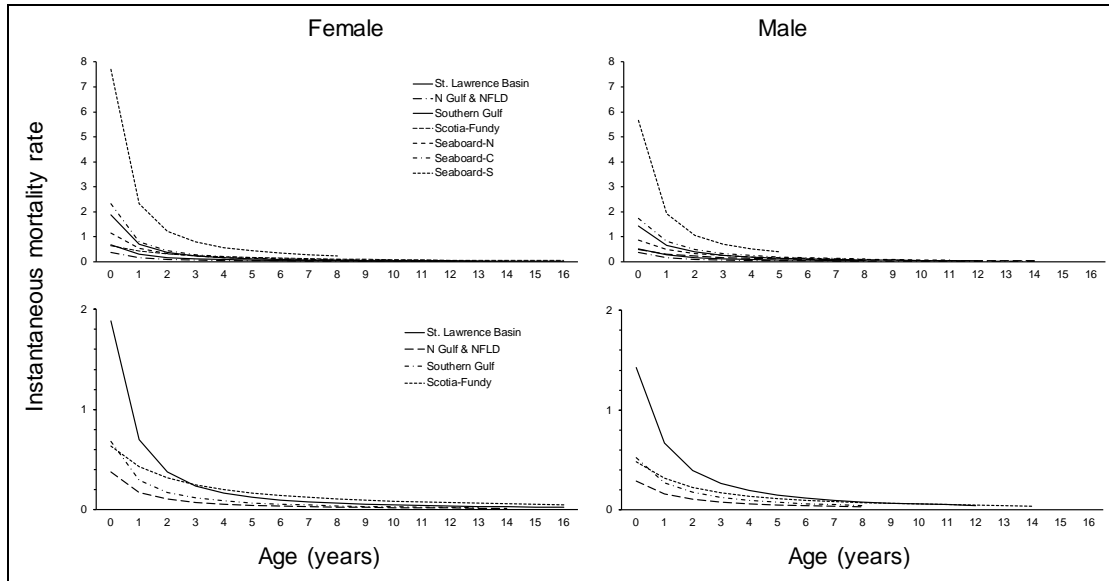 Female
Male
Instantaneous mortality rate
8
7
6
5
4
3
2
1
0
St. Lawrence Basin
N Gulf & NFLD
Southern Gulf
Scotia-Fundy
Seaboard-N
Seaboard-C
Seaboard-S
0 1 2 3 4 5 6 7 8 9 10 11 12 13 14 15 16
8
7
6
5
4
3
2
1
0
0 1 2 3 4 5 6 7 8 9 10 11 12 13 14 15 16
2
1
0
St. Lawrence Basin
N Gulf & NFLD
Southern Gulf
Scotia-Fundy
0 1 2 3 4 5 6 7 8 9 10 11 12 13 14 15 16
2
1
0
0 1 2 3 4 5 6 7 8 9 10 11 12 13 14 15 16
Age (years)
Age (years)